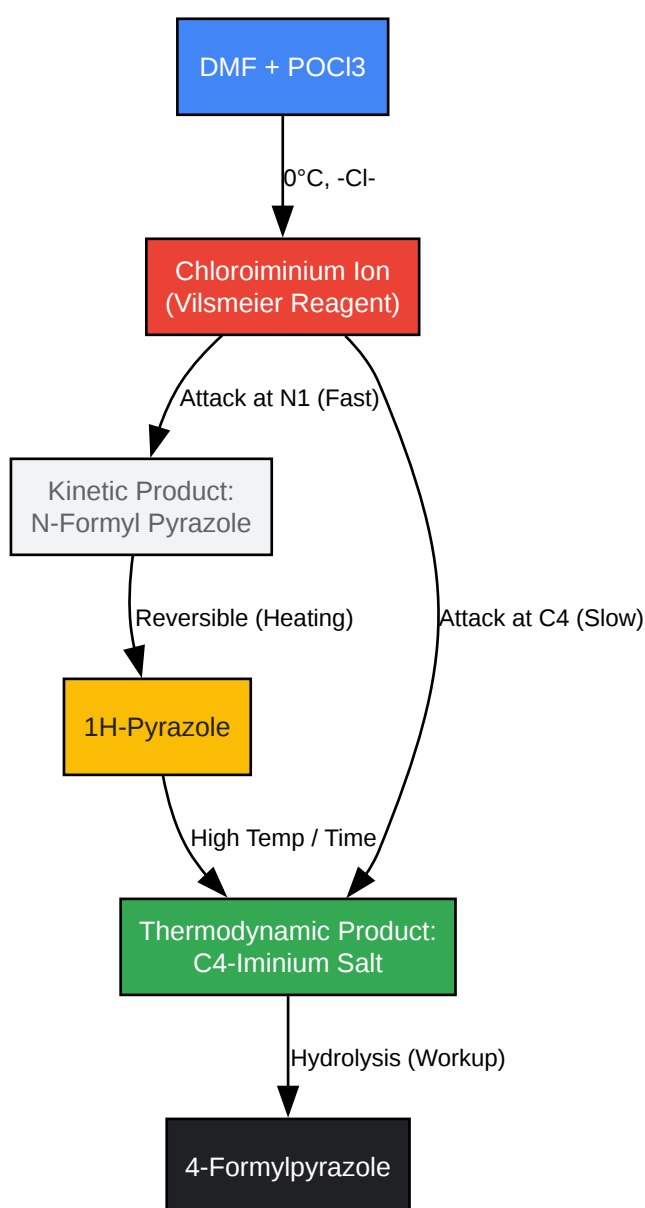 DMF + POCl3
0°C, -Cl-
Chloroiminium Ion
(Vilsmeier Reagent)
Attack at N1 (Fast)
Kinetic Product:
N-Formyl Pyrazole
Reversible (Heating)
Attack at C4 (Slow)
1H-Pyrazole
High Temp / Time
Thermodynamic Product:
C4-Iminium Salt
Hydrolysis (Workup)
4-Formylpyrazole